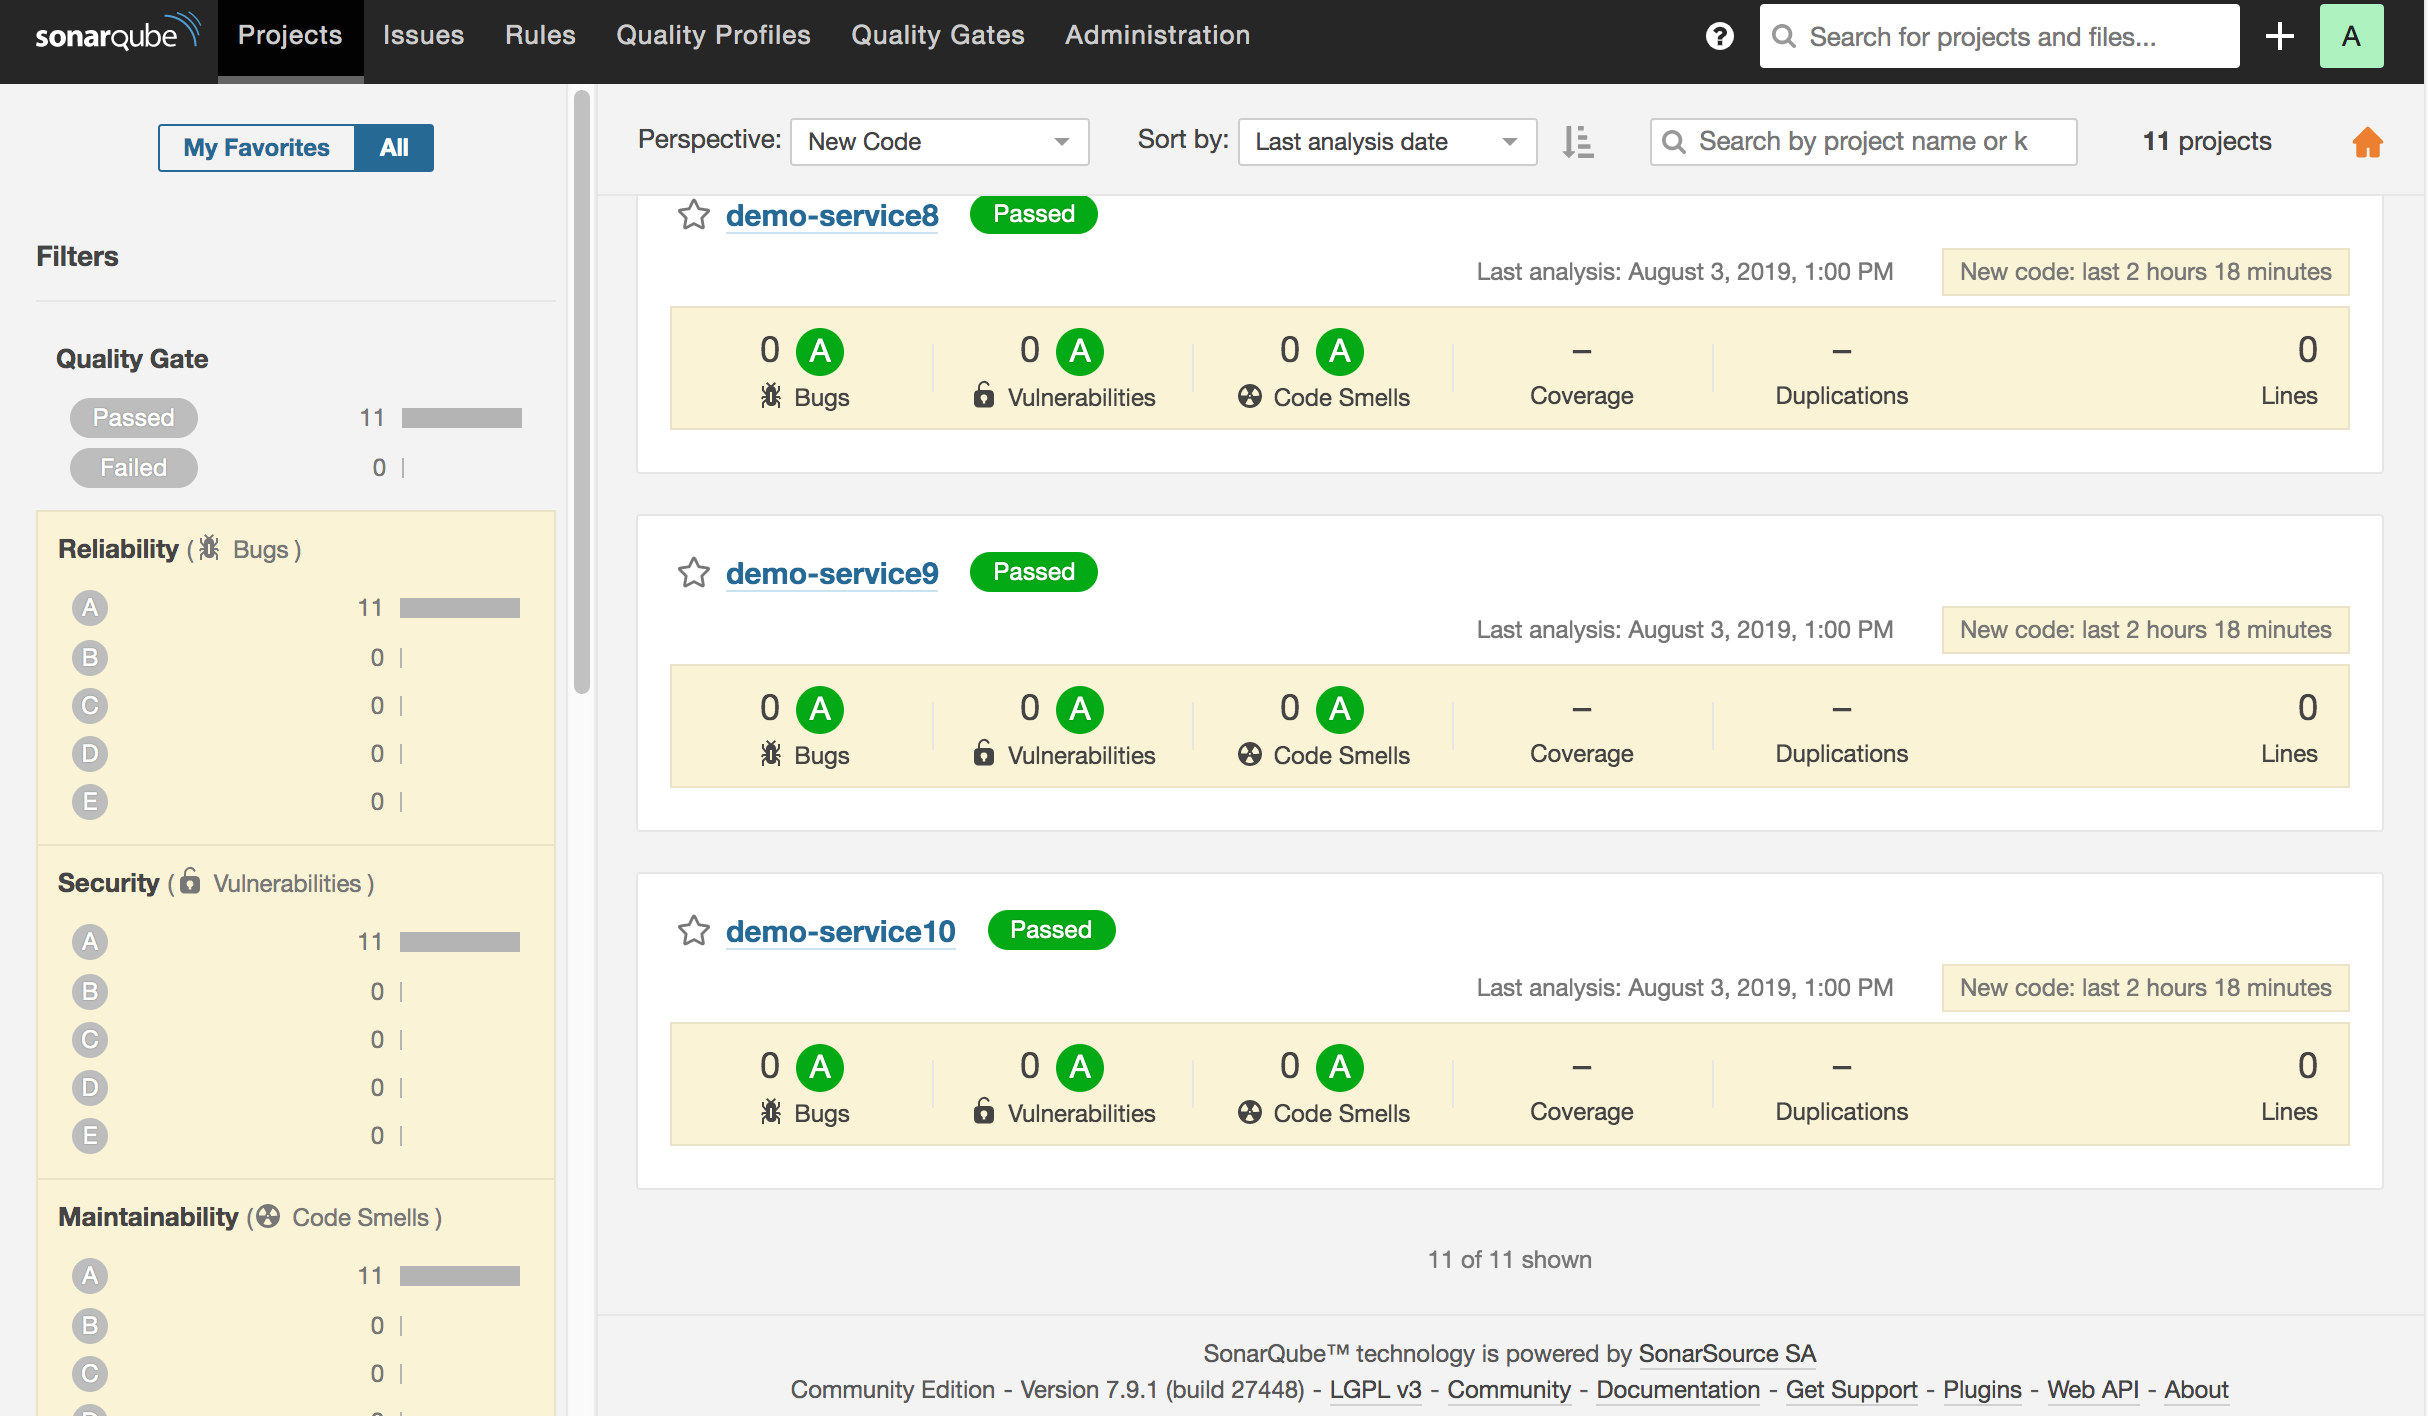 sonarqube Projects Issues Rules Quality Profiles Quality Gates Administration ? Search for projects and files... + A
My Favorites All
Filters
Quality Gate
Passed 11
Failed 0
Reliability ( Bugs )
A 11
B 0
C 0
D 0
E 0
Security ( Vulnerabilities )
A 11
B 0
C 0
D 0
E 0
Maintainability ( Code Smells )
A 11
B 0
C 0
Perspective: New Code Sort by: Last analysis date Search by project name or k 11 projects
demo-service8 Passed
Last analysis: August 3, 2019, 1:00 PM New code: last 2 hours 18 minutes
0 A 0 A 0 A – – 0
Bugs Vulnerabilities Code Smells Coverage Duplications Lines
demo-service9 Passed
Last analysis: August 3, 2019, 1:00 PM New code: last 2 hours 18 minutes
0 A 0 A 0 A – – 0
Bugs Vulnerabilities Code Smells Coverage Duplications Lines
demo-service10 Passed
Last analysis: August 3, 2019, 1:00 PM New code: last 2 hours 18 minutes
0 A 0 A 0 A – – 0
Bugs Vulnerabilities Code Smells Coverage Duplications Lines
11 of 11 shown
SonarQube™ technology is powered by SonarSource SA
Community Edition - Version 7.9.1 (build 27448) - LGPL v3 - Community - Documentation - Get Support - Plugins - Web API - About